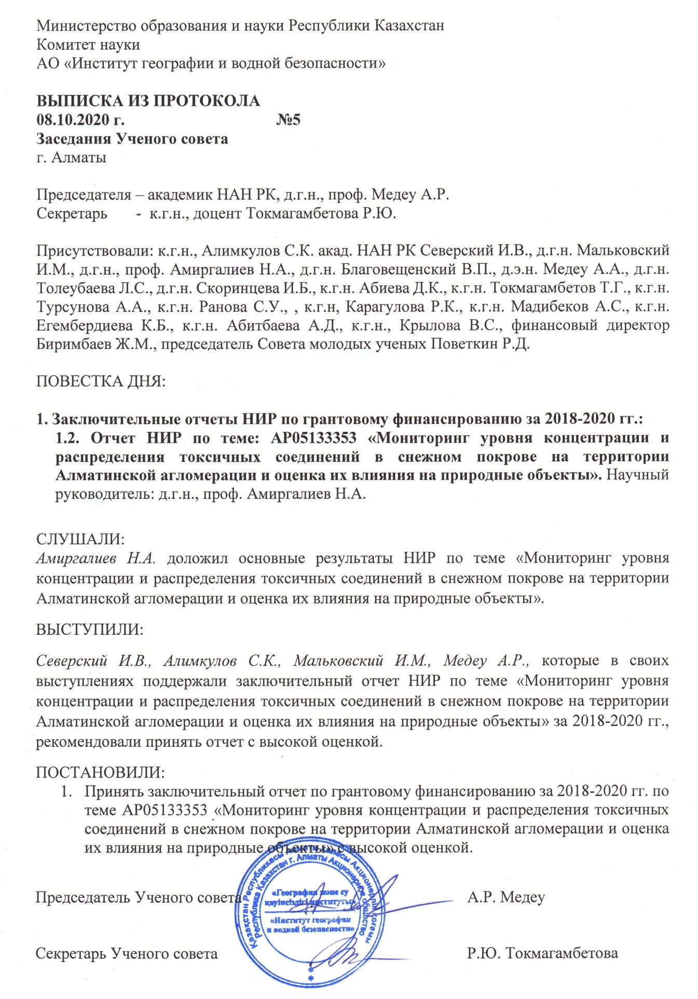 Министерство образования и науки Республики Казахстан
Комитет науки
АО «Институт географии и водной безопасности»
ВЫПИСКА ИЗ ПРОТОКОЛА
08.10.2020 г. №5
Заседания Ученого совета
г. Алматы
Председателя – академик НАН РК, д.г.н., проф. Медеу А.Р.
Секретарь - к.г.н., доцент Токмагамбетова Р.Ю.
Присутствовали: к.г.н., Алимкулов С.К. акад. НАН РК Северский И.В., д.г.н. Мальковский
И.М., д.г.н., проф. Амиргалиев Н.А., д.г.н. Благовещенский В.П., д.э.н. Медеу А.А., д.г.н.
Толеубаева Л.С., д.г.н. Скоринцева И.Б., к.г.н. Абиева Д.К., к.г.н. Токмагамбетов Т.Г., к.г.н.
Турсунова А.А., к.г.н. Ранова С.У., , к.г.н, Карагулова Р.К., к.г.н. Мадибеков А.С., к.г.н.
Егембердиева К.Б., к.г.н. Абитбаева А.Д., к.г.н., Крылова В.С., финансовый директор
Биримбаев Ж.М., председатель Совета молодых ученых Поветкин Р.Д.
ПОВЕСТКА ДНЯ:
1. Заключительные отчеты НИР по грантовому финансированию за 2018-2020 гг.:
1.2. Отчет НИР по теме: АР05133353 «Мониторинг уровня концентрации и
распределения токсичных соединений в снежном покрове на территории
Алматинской агломерации и оценка их влияния на природные объекты». Научный
руководитель: д.г.н., проф. Амиргалиев Н.А.
СЛУШАЛИ:
Амиргалиев Н.А. доложил основные результаты НИР по теме «Мониторинг уровня
концентрации и распределения токсичных соединений в снежном покрове на территории
Алматинской агломерации и оценка их влияния на природные объекты».
ВЫСТУПИЛИ:
Северский И.В., Алимкулов С.К., Мальковский И.М., Медеу А.Р., которые в своих
выступлениях поддержали заключительный отчет НИР по теме «Мониторинг уровня
концентрации и распределения токсичных соединений в снежном покрове на территории
Алматинской агломерации и оценка их влияния на природные объекты» за 2018-2020 гг.,
рекомендовали принять отчет с высокой оценкой.
ПОСТАНОВИЛИ:
1. Принять заключительный отчет по грантовому финансированию за 2018-2020 гг. по
теме АР05133353 «Мониторинг уровня концентрации и распределения токсичных
соединений в снежном покрове на территории Алматинской агломерации и оценка
их влияния на природные объекты» с высокой оценкой.
Қазақстан Республикасы Алматы қаласы Акционерлік қоғамы
Республика Казахстан г. Алматы Акционерное общество
«География және су
қауіпсіздігі институты»
«Институт географии
и водной безопасности»
Председатель Ученого совета А.Р. Медеу
Секретарь Ученого совета Р.Ю. Токмагамбетова